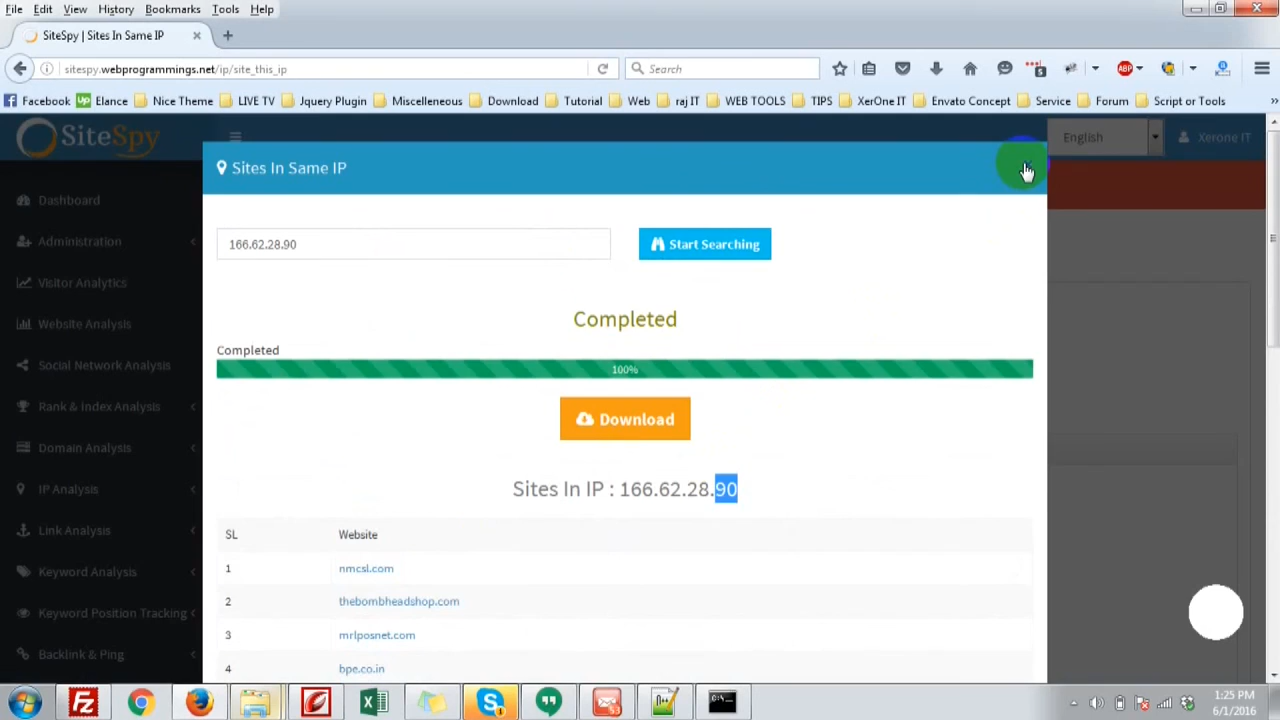 File Edit View History Bookmarks Tools Help
SiteSpy | Sites In Same IP
sitespy.webprogrammings.net/ip/site_this_ip
Search
ABP
Facebook Up Elance Nice Theme LIVE TV Jquery Plugin Miscelleneous Download Tutorial Web raj IT WEB TOOLS TIPS XerOne IT Envato Concept Service Forum Script or Tools
SiteSpy
English
Xerone IT
Sites In Same IP
Dashboard
Administration
Visitor Analytics
Website Analysis
Social Network Analysis
Rank & Index Analysis
Domain Analysis
IP Analysis
Link Analysis
Keyword Analysis
Keyword Position Tracking
Backlink & Ping
166.62.28.90
Start Searching
Completed
Completed
100%
Download
Sites In IP : 166.62.28.90
SL Website
1 nmcsl.com
2 thebombheadshop.com
3 mrlposnet.com
4 bpe.co.in
1:25 PM
6/1/2016